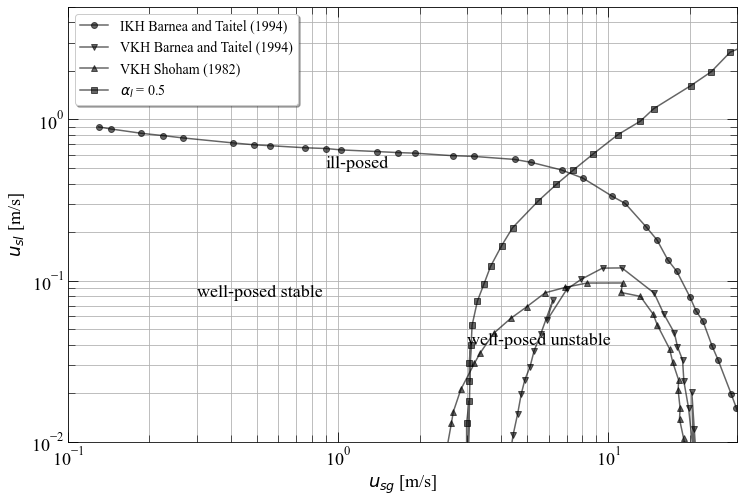 IKH Barnea and Taitel (1994)
VKH Barnea and Taitel (1994)
VKH Shoham (1982)
α_l = 0.5
10^0
ill-posed
u_sl [m/s]
10^−1
well-posed stable
well-posed unstable
10^−2
10^−1
10^0
10^1
u_sg [m/s]